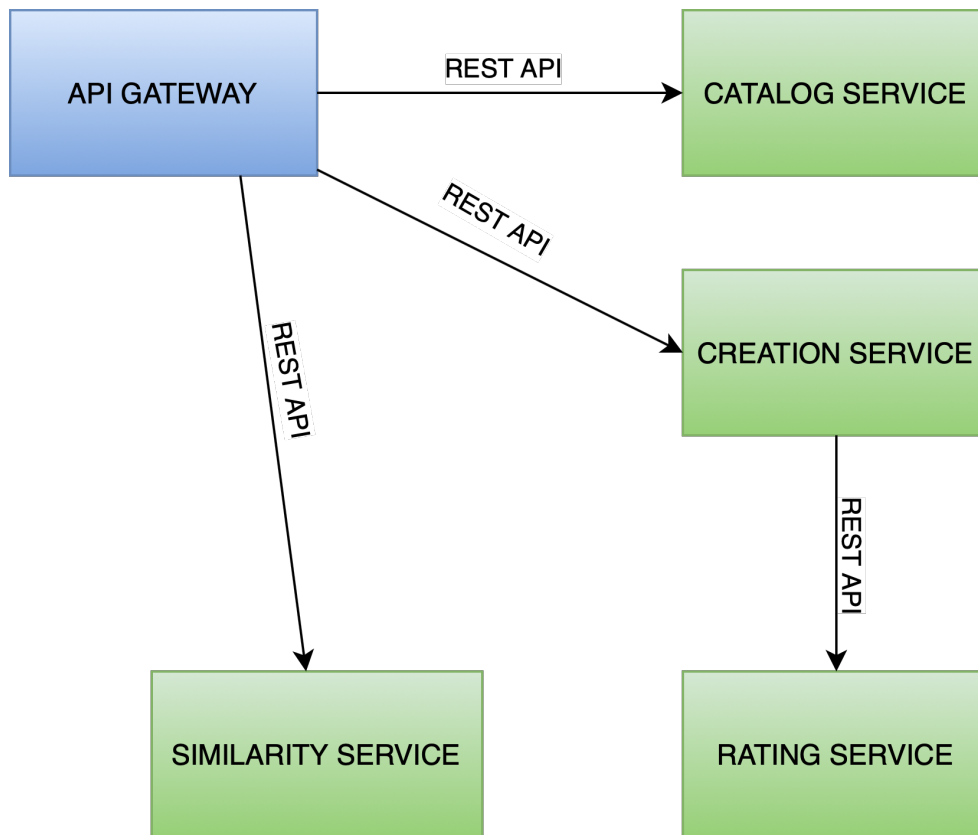 API GATEWAY
REST API
CATALOG SERVICE
REST API
CREATION SERVICE
REST API
REST API
SIMILARITY SERVICE
RATING SERVICE